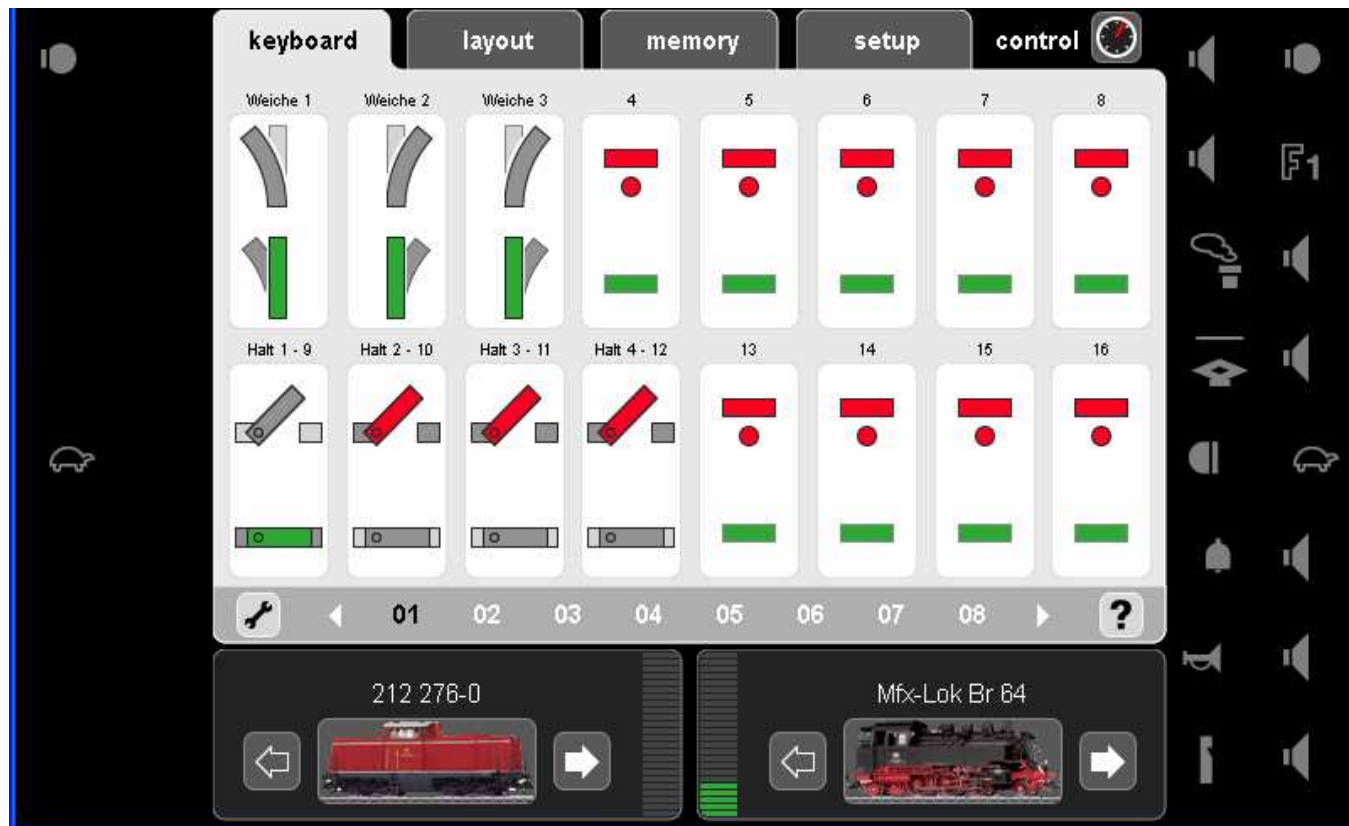 keyboard layout memory setup control
Weiche 1 Weiche 2 Weiche 3 4 5 6 7 8
F1
Halt 1 - 9 Halt 2 - 10 Halt 3 - 11 Halt 4 - 12 13 14 15 16
01 02 03 04 05 06 07 08 ?
212 276-0 Mfx-Lok Br 64